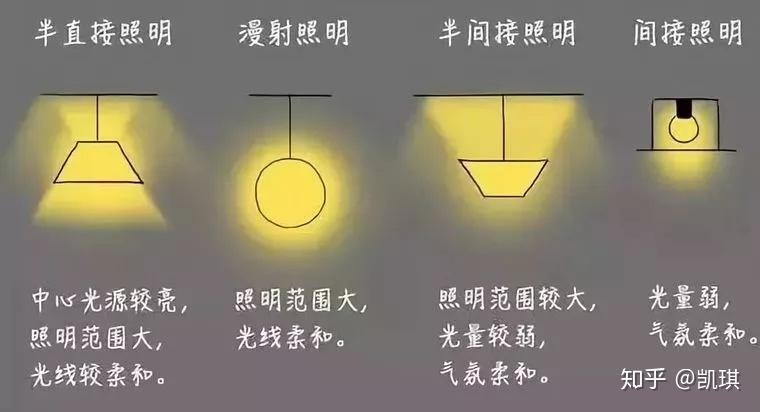 半直接照明
漫射照明
半间接照明
间接照明
中心光源较亮，
照明范围大，
光线较柔和。
照明范围大，
光线柔和。
照明范围较大，
光量较弱，
气氛柔和。
光量弱，
气氛柔和。
知乎 @凯琪